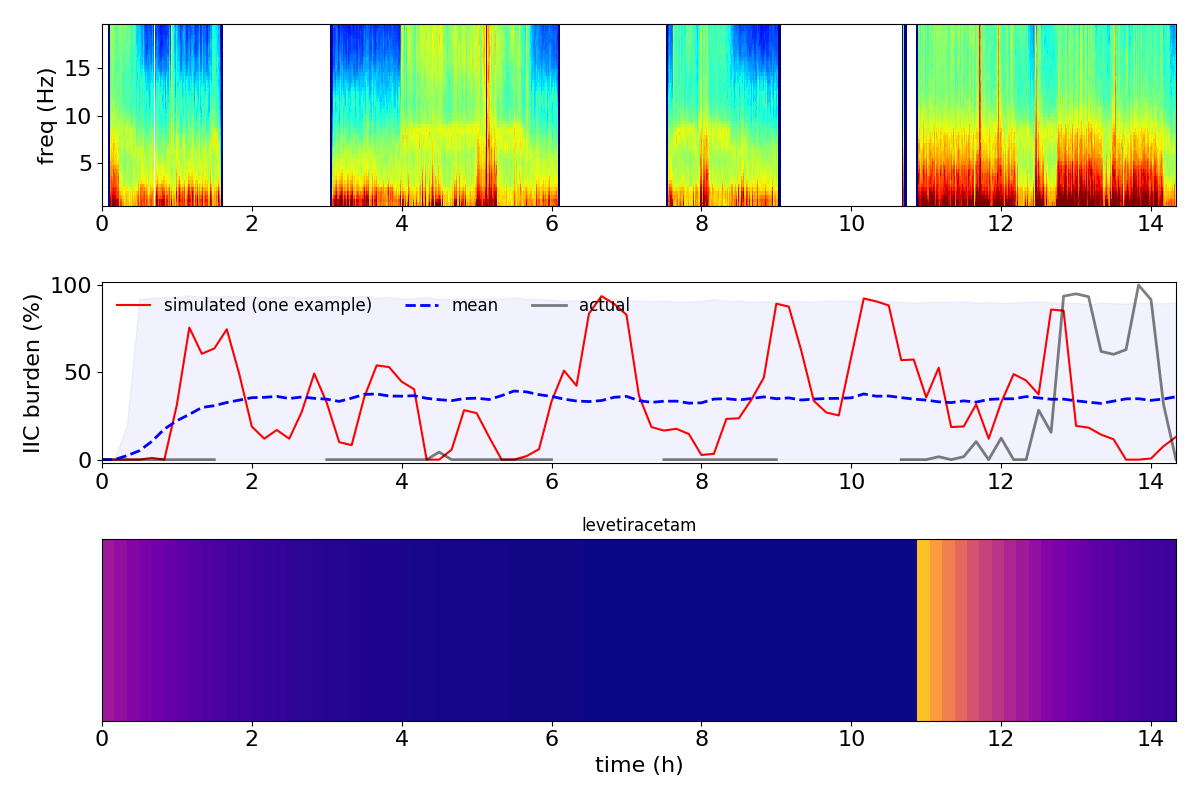 freq (Hz)
15
10
5
0 2 4 6 8 10 12 14
IIC burden (%)
100
50
0
simulated (one example) mean actual
0 2 4 6 8 10 12 14
levetiracetam
0 2 4 6 8 10 12 14
time (h)